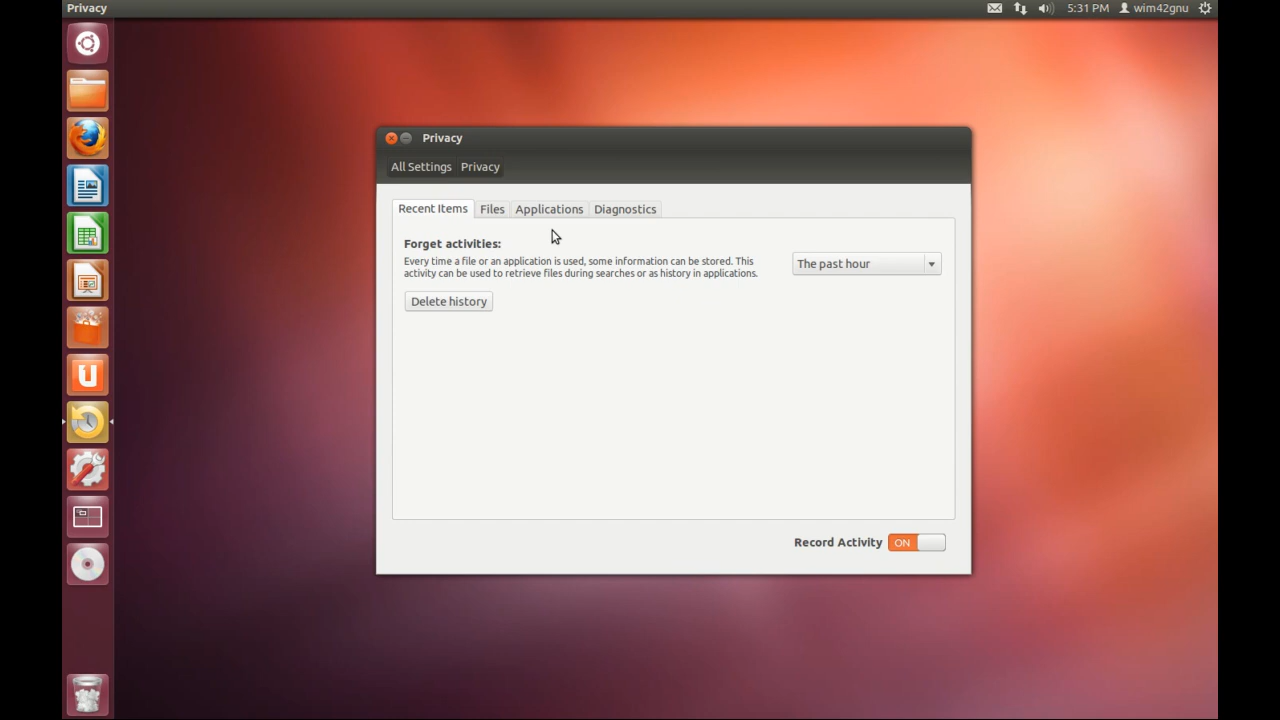 Privacy
5:31 PM
wim42gnu
Privacy
All Settings Privacy
Recent Items Files Applications Diagnostics
Forget activities:
Every time a file or an application is used, some information can be stored. This
activity can be used to retrieve files during searches or as history in applications.
The past hour
Delete history
Record Activity ON